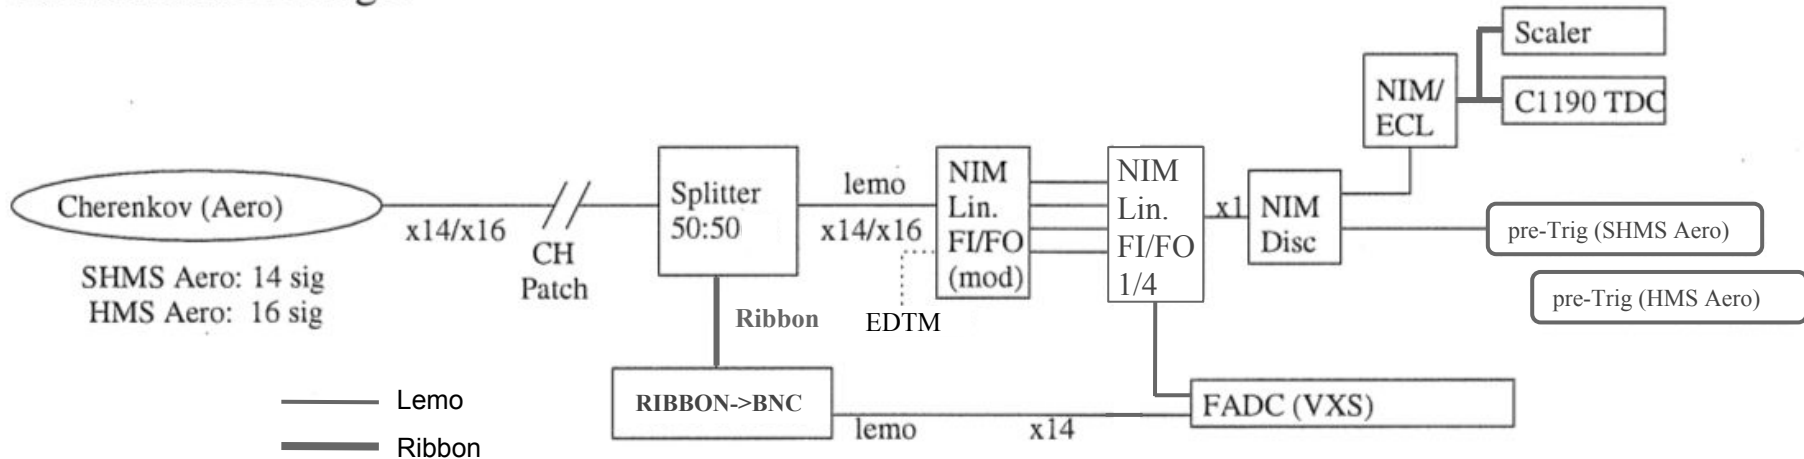 Scaler
C1190 TDC
NIM/
ECL
Cherenkov (Aero)
x14/x16
CH
Patch
SHMS Aero: 14 sig
HMS Aero: 16 sig
Splitter
50:50
lemo
x14/x16
NIM
Lin.
FI/FO
(mod)
EDTM
NIM
Lin.
FI/FO
1/4
x1
NIM
Disc
pre-Trig (SHMS Aero)
pre-Trig (HMS Aero)
Ribbon
RIBBON->BNC
lemo
x14
FADC (VXS)
Lemo
Ribbon